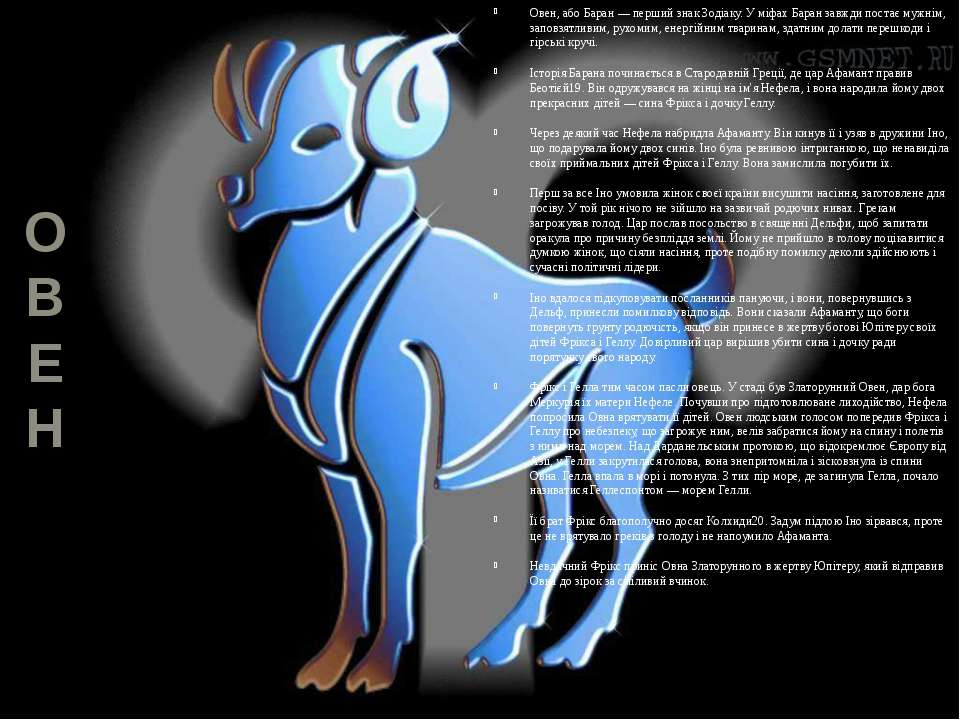 О
В
Е
Н
Овен, або Баран — перший знак Зодіаку. У міфах Баран завжди постає мужнім,
заповзятливим, рухомим, енергійним тваринам, здатним долати перешкоди і
гірські кручі.
Історія Барана починається в Стародавній Греції, де цар Афамант правив
Беотієй19. Він одружувався на жінці на ім'я Нефела, і вона народила йому двох
прекрасних дітей — сина Фрікса і дочку Геллу.
Через деякий час Нефела набридла Афаманту. Він кинув її і узяв в дружини Іно,
що подарувала йому двох синів. Іно була ревнивою інтриганкою, що ненавиділа
своїх приймальних дітей Фрікса і Геллу. Вона замислила погубити їх.
Перш за все Іно умовила жінок своєї країни висушити насіння, заготовлене для
посіву. У той рік нічого не зійшло на зазвичай родючих нивах. Грекам
загрожував голод. Цар послав посольство в священні Дельфи, щоб запитати
оракула про причину безпліддя землі. Йому не прийшло в голову поцікавитися
думкою жінок, що сіяли насіння, проте подібну помилку деколи здійснюють і
сучасні політичні лідери.
Іно вдалося підкуповувати посланників пануючи, і вони, повернувшись з
Дельф, принесли помилкову відповідь. Вони сказали Афаманту, що боги
повернуть грунту родючість, якщо він принесе в жертву богові Юпітеру своїх
дітей Фрікса і Геллу. Довірливий цар вирішив убити сина і дочку ради
порятунку свого народу.
Фрікс і Гелла тим часом пасли овець. У стаді був Златорунний Овен, дар бога
Меркурія їх матери Нефеле. Почувши про підготовлюване лиходійство, Нефела
попросила Овна врятувати її дітей. Овен людським голосом попередив Фрікса і
Геллу про небезпеку, що загрожує ним, велів забратися йому на спину і полетів
з ними над морем. Над Дарданельським протокою, що відокремлює Європу від
Азії, у Гелли закрутилася голова, вона знепритомніла і зісковзнула із спини
Овна. Гелла впала в морі і потонула. З тих пір море, де загинула Гелла, почало
називатися Геллеспонтом — морем Гелли.
Її брат Фрікс благополучно досяг Колхиди20. Задум підлою Іно зірвався, проте
це не врятувало греків з голоду і не напоумило Афаманта.
Невдячний Фрікс приніс Овна Златорунного в жертву Юпітеру, який відправив
Овна до зірок за сміливий вчинок.
WWW.GSMNET.RU